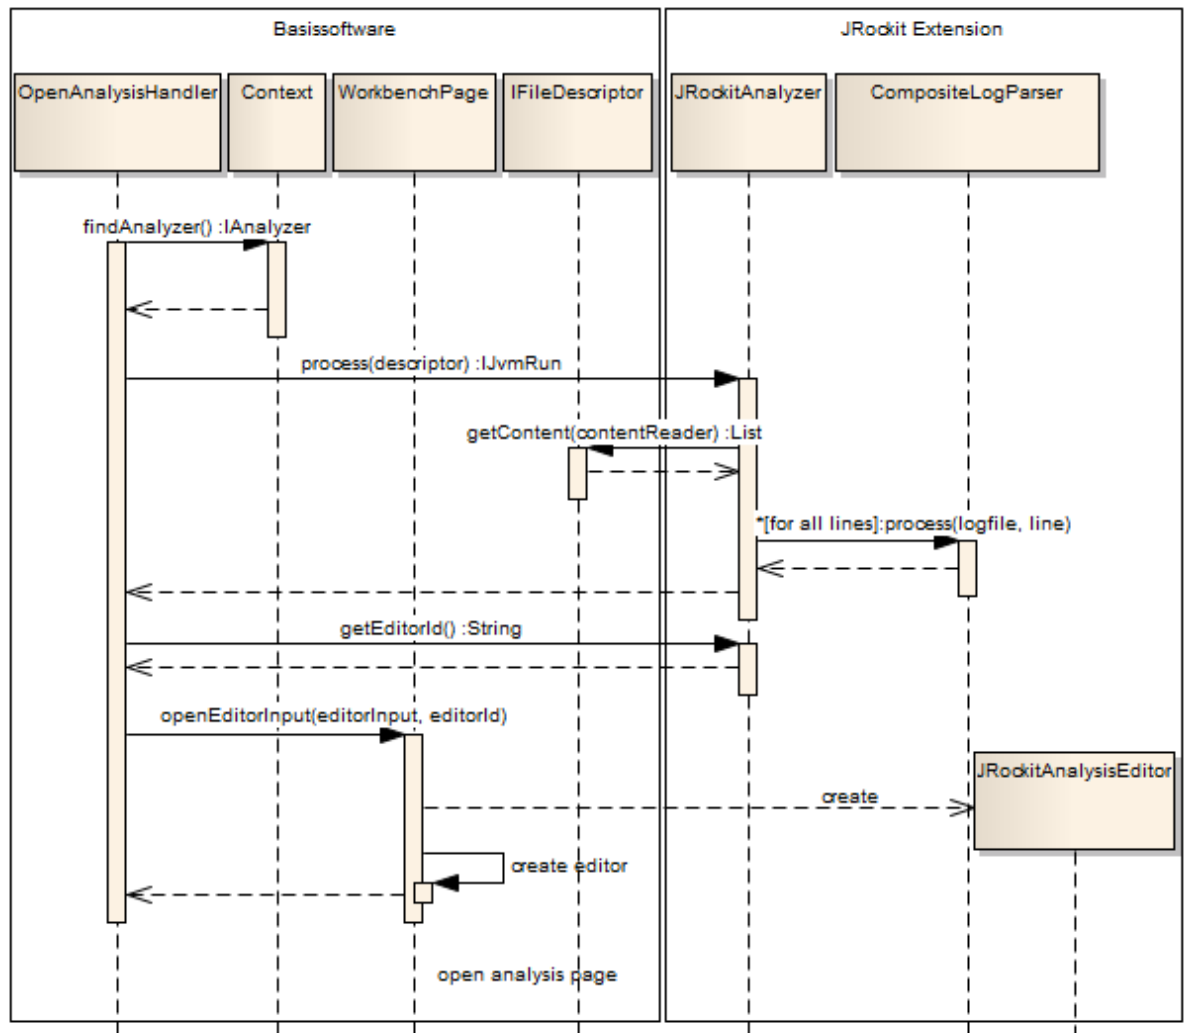 Basissoftware
JRockit Extension
OpenAnalysisHandler
Context
WorkbenchPage
IFileDescriptor
JRockitAnalyzer
CompositeLogParser
findAnalyzer() :IAnalyzer
process(descriptor) :IJvmRun
getContent(contentReader) :List
*[for all lines]:process(logfile, line)
getEditorId() :String
openEditorInput(editorInput, editorId)
JRockitAnalysisEditor
create
create editor
open analysis page